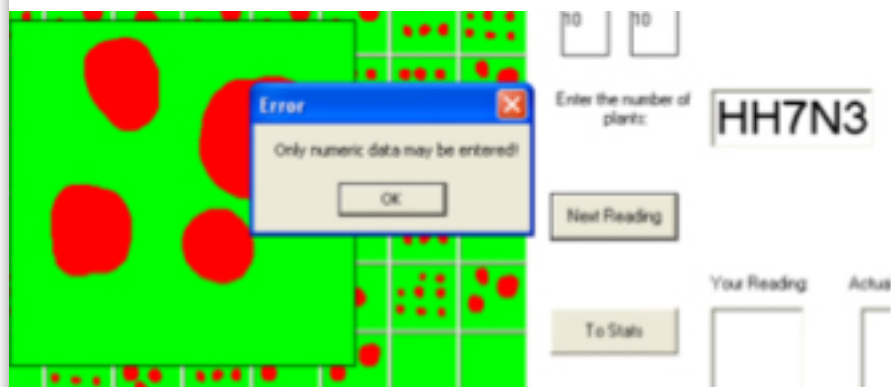 10 10
Error
Only numeric data may be entered!
OK
Enter the number of
plants:
HH7N3
Next Reading
Your Reading: Actua
To Stats